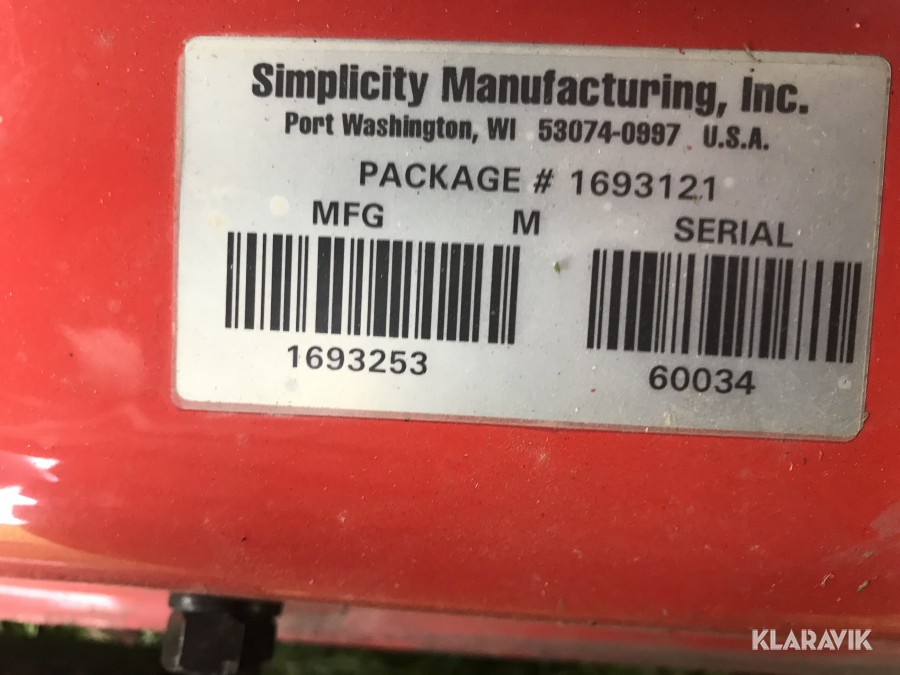 Simplicity Manufacturing, Inc.
Port Washington, WI 53074-0997 U.S.A.
PACKAGE # 1693121
MFG M SERIAL
1693253 60034
KLARAVIK